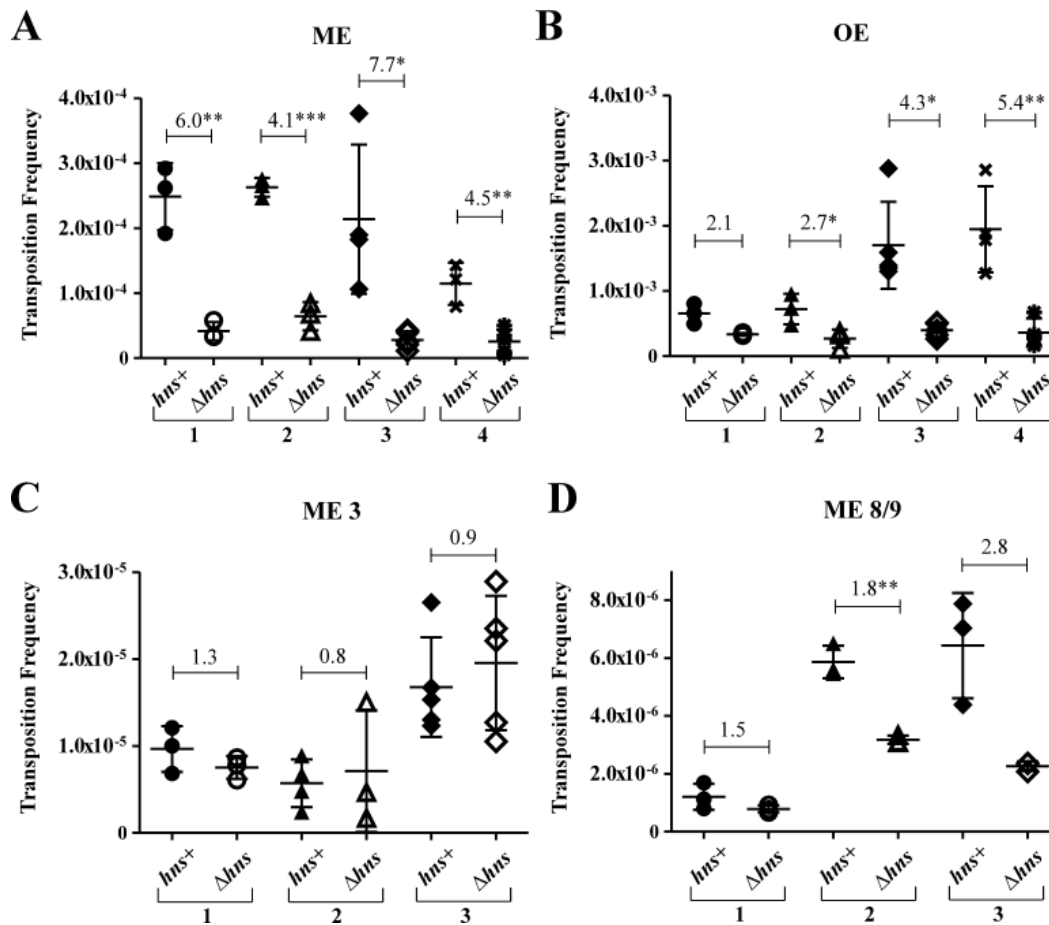 A
ME
Transposition Frequency
4.0x10⁻⁴
3.0x10⁻⁴
2.0x10⁻⁴
1.0x10⁻⁴
0
6.0**
4.1***
7.7*
4.5**
hns+ Δhns hns+ Δhns hns+ Δhns hns+ Δhns
1 2 3 4
B
OE
Transposition Frequency
4.0x10⁻³
3.0x10⁻³
2.0x10⁻³
1.0x10⁻³
0
2.1
2.7*
4.3*
5.4**
hns+ Δhns hns+ Δhns hns+ Δhns hns+ Δhns
1 2 3 4
C
ME 3
Transposition Frequency
3.0x10⁻⁵
2.0x10⁻⁵
1.0x10⁻⁵
0
1.3
0.8
0.9
hns+ Δhns hns+ Δhns hns+ Δhns
1 2 3
D
ME 8/9
Transposition Frequency
8.0x10⁻⁶
6.0x10⁻⁶
4.0x10⁻⁶
2.0x10⁻⁶
0
1.5
1.8**
2.8
hns+ Δhns hns+ Δhns hns+ Δhns
1 2 3